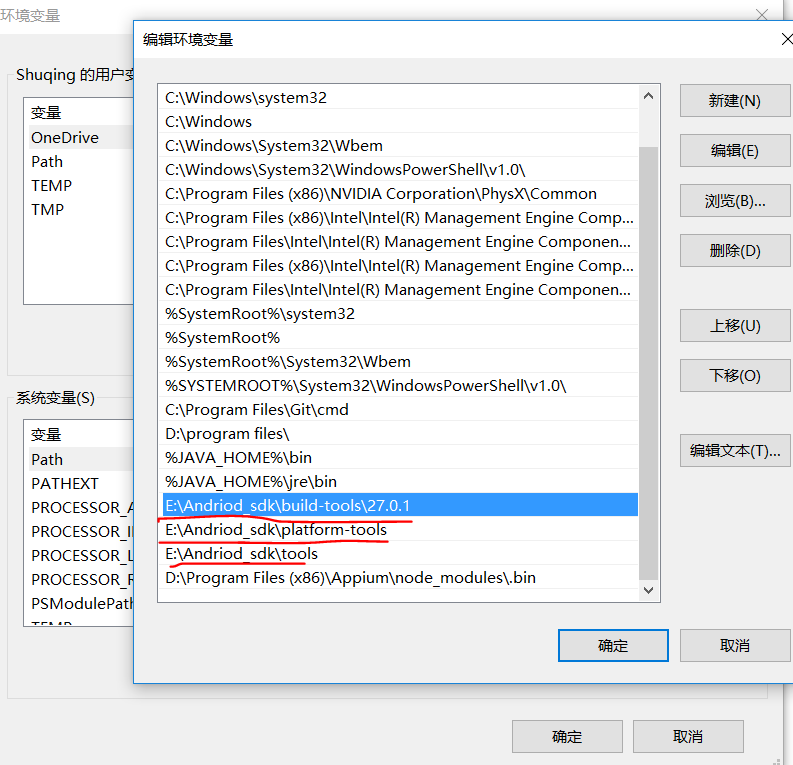 环境变量
编辑环境变量
Shuqing 的用户变
变量
OneDrive
Path
TEMP
TMP
系统变量(S)
变量
Path
PATHEXT
PROCESSOR_A
PROCESSOR_I
PROCESSOR_L
PROCESSOR_R
PSModulePath
TEMP
C:\Windows\system32
C:\Windows
C:\Windows\System32\Wbem
C:\Windows\System32\WindowsPowerShell\v1.0\
C:\Program Files (x86)\NVIDIA Corporation\PhysX\Common
C:\Program Files (x86)\Intel\Intel(R) Management Engine Comp...
C:\Program Files\Intel\Intel(R) Management Engine Componen...
C:\Program Files (x86)\Intel\Intel(R) Management Engine Comp...
C:\Program Files\Intel\Intel(R) Management Engine Componen...
%SystemRoot%\system32
%SystemRoot%
%SystemRoot%\System32\Wbem
%SYSTEMROOT%\System32\WindowsPowerShell\v1.0\
C:\Program Files\Git\cmd
D:\program files\
%JAVA_HOME%\bin
%JAVA_HOME%\jre\bin
E:\Andriod_sdk\build-tools\27.0.1
E:\Andriod_sdk\platform-tools
E:\Andriod_sdk\tools
D:\Program Files (x86)\Appium\node_modules\.bin
新建(N)
编辑(E)
浏览(B)...
删除(D)
上移(U)
下移(O)
编辑文本(T)...
确定
取消
确定
取消